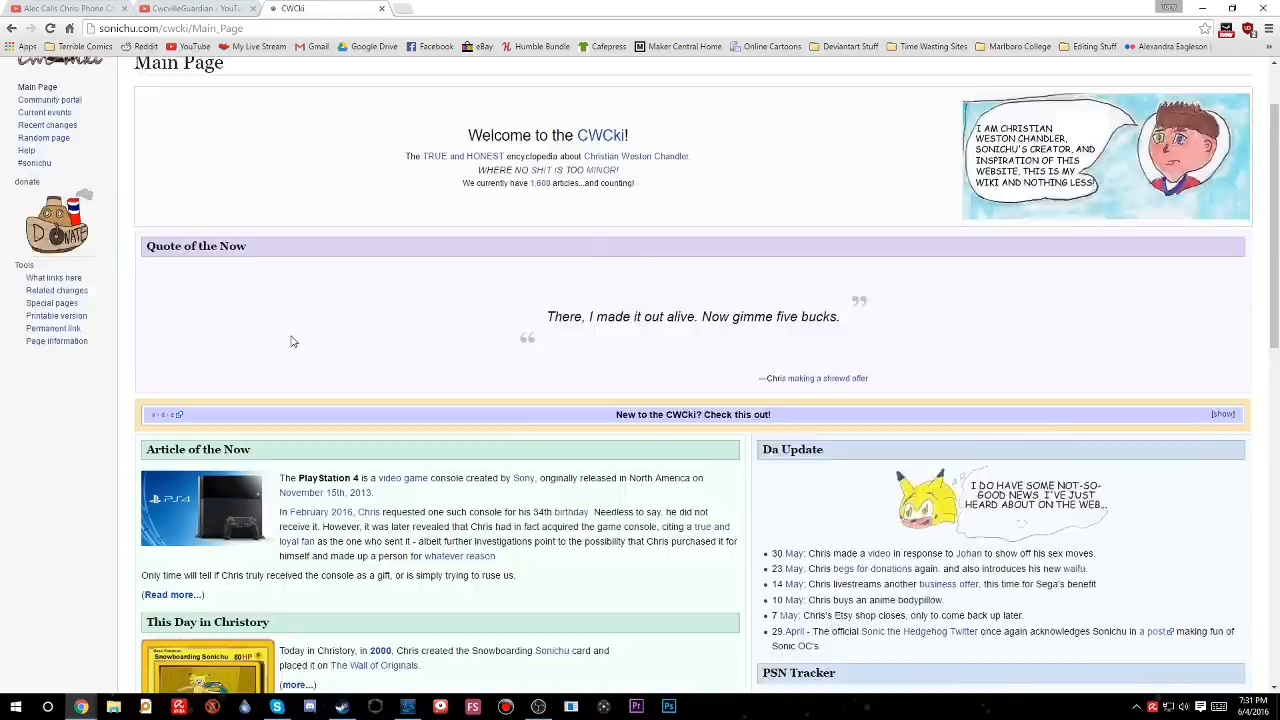 Alec Calls Chris: Phone Ca
CwcvilleGuardian - YouTu
CWCki
Troy
sonichu.com/cwcki/Main_Page
Apps
Terrible Comics
Reddit
YouTube
My Live Stream
Gmail
Google Drive
Facebook
eBay
Humble Bundle
Cafepress
Maker Central Home
Online Cartoons
Deviantart Stuff
Time Wasting Sites
Marlboro College
Editing Stuff
Alexandra Eagleson
»
Main Page
Main Page
Community portal
Current events
Recent changes
Random page
Help
#sonichu
donate
DONATE
Tools
What links here
Related changes
Special pages
Printable version
Permanent link
Page information
Welcome to the CWCki!
The TRUE and HONEST encyclopedia about Christian Weston Chandler.
WHERE NO SHIT IS TOO MINOR!
We currently have 1,600 articles...and counting!
I AM CHRISTIAN
WESTON CHANDLER,
SONICHU'S CREATOR, AND
INSPIRATION OF THIS
WEBSITE, THIS IS MY
WIKI AND NOTHING LESS!
Quote of the Now
There, I made it out alive. Now gimme five bucks.
—Chris making a shrewd offer
v · d · e
New to the CWCki? Check this out!
[show]
Article of the Now
PS4
The PlayStation 4 is a video game console created by Sony, originally released in North America on
November 15th, 2013.
In February 2016, Chris requested one such console for his 34th birthday. Needless to say, he did not
receive it. However, it was later revealed that Chris had in fact acquired the game console, citing a true and
loyal fan as the one who sent it - albeit further investigations point to the possibility that Chris purchased it for
himself and made up a person for whatever reason
Only time will tell if Chris truly received the console as a gift, or is simply trying to ruse us.
(Read more...)
This Day in Christory
Snowboarding Sonichu 80 HP
Today in Christory, in 2000, Chris created the Snowboarding Sonichu card and
placed it on The Wall of Originals.
(more...)
Da Update
I DO HAVE SOME NOT-SO-
GOOD NEWS I'VE JUST
HEARD ABOUT ON THE WEB...
30 May: Chris made a video in response to Johan to show off his sex moves.
23 May: Chris begs for donations again. and also introduces his new waifu.
14 May: Chris livestreams another business offer, this time for Sega's benefit
10 May: Chris buys an anime bodypillow.
7 May: Chris's Etsy shop closes, only to come back up later.
29 April - The official Sonic the Hedgehog Twitter once again acknowledges Sonichu in a post making fun of
Sonic OC's.
PSN Tracker
FS
Pr
Ps
7:31 PM
6/4/2016